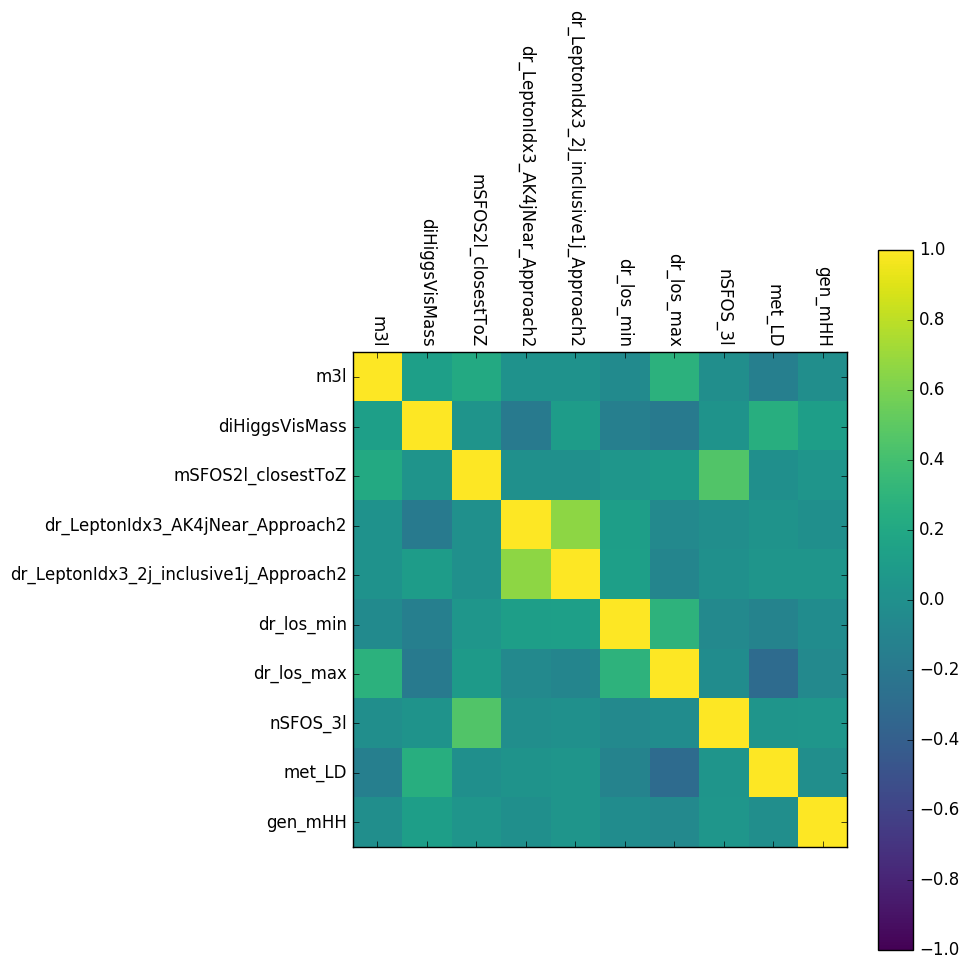 m3l
diHiggsVisMass
mSFOS2l_closestToZ
dr_LeptonIdx3_AK4jNear_Approach2
dr_LeptonIdx3_2j_inclusive1j_Approach2
dr_los_min
dr_los_max
nSFOS_3l
met_LD
gen_mHH
m3l
diHiggsVisMass
mSFOS2l_closestToZ
dr_LeptonIdx3_AK4jNear_Approach2
dr_LeptonIdx3_2j_inclusive1j_Approach2
dr_los_min
dr_los_max
nSFOS_3l
met_LD
gen_mHH
1.0
0.8
0.6
0.4
0.2
0.0
−0.2
−0.4
−0.6
−0.8
−1.0